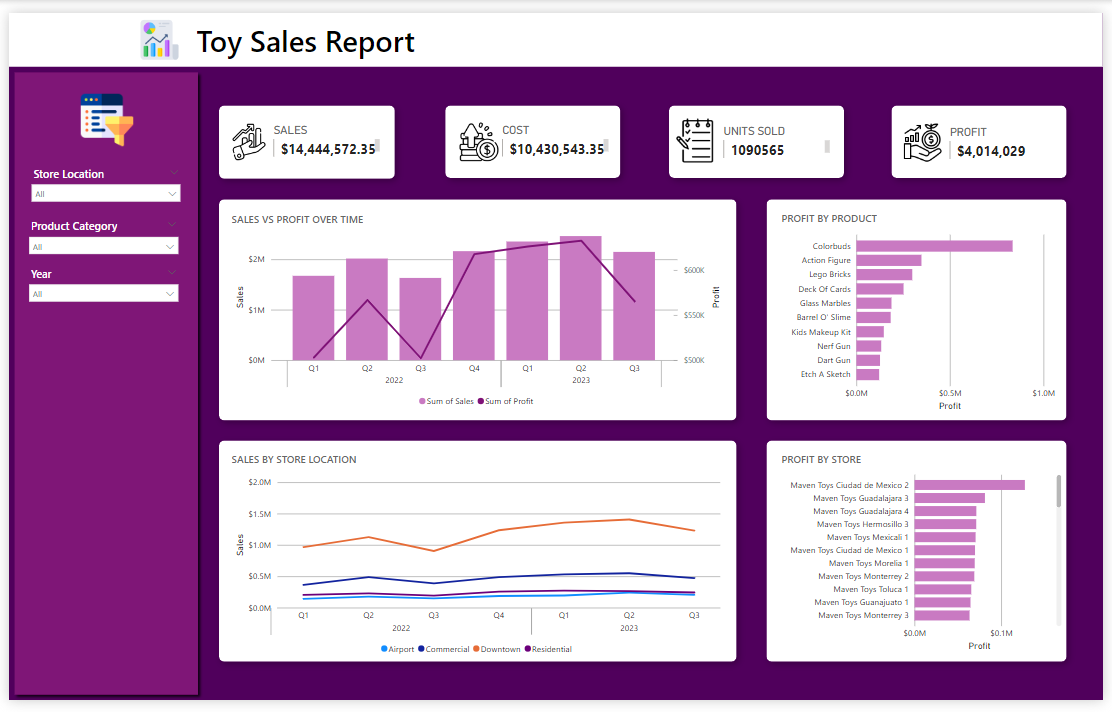 Toy Sales Report
Store Location
All
Product Category
All
Year
All
SALES
$14,444,572.35
COST
$10,430,543.35
UNITS SOLD
1090565
PROFIT
$4,014,029
SALES VS PROFIT OVER TIME
Sales
$2M
$1M
$0M
$600K
$550K
$500K
Profit
Q1 Q2 Q3 Q4 Q1 Q2 Q3
2022 2023
Sum of Sales Sum of Profit
PROFIT BY PRODUCT
Colorbuds
Action Figure
Lego Bricks
Deck Of Cards
Glass Marbles
Barrel O' Slime
Kids Makeup Kit
Nerf Gun
Dart Gun
Etch A Sketch
$0.0M $0.5M $1.0M
Profit
SALES BY STORE LOCATION
Sales
$2.0M
$1.5M
$1.0M
$0.5M
$0.0M
Q1 Q2 Q3 Q4 Q1 Q2 Q3
2022 2023
Airport Commercial Downtown Residential
PROFIT BY STORE
Maven Toys Ciudad de Mexico 2
Maven Toys Guadalajara 3
Maven Toys Guadalajara 4
Maven Toys Hermosillo 3
Maven Toys Mexicali 1
Maven Toys Ciudad de Mexico 1
Maven Toys Morelia 1
Maven Toys Monterrey 2
Maven Toys Toluca 1
Maven Toys Guanajuato 1
Maven Toys Monterrey 3
$0.0M $0.1M
Profit